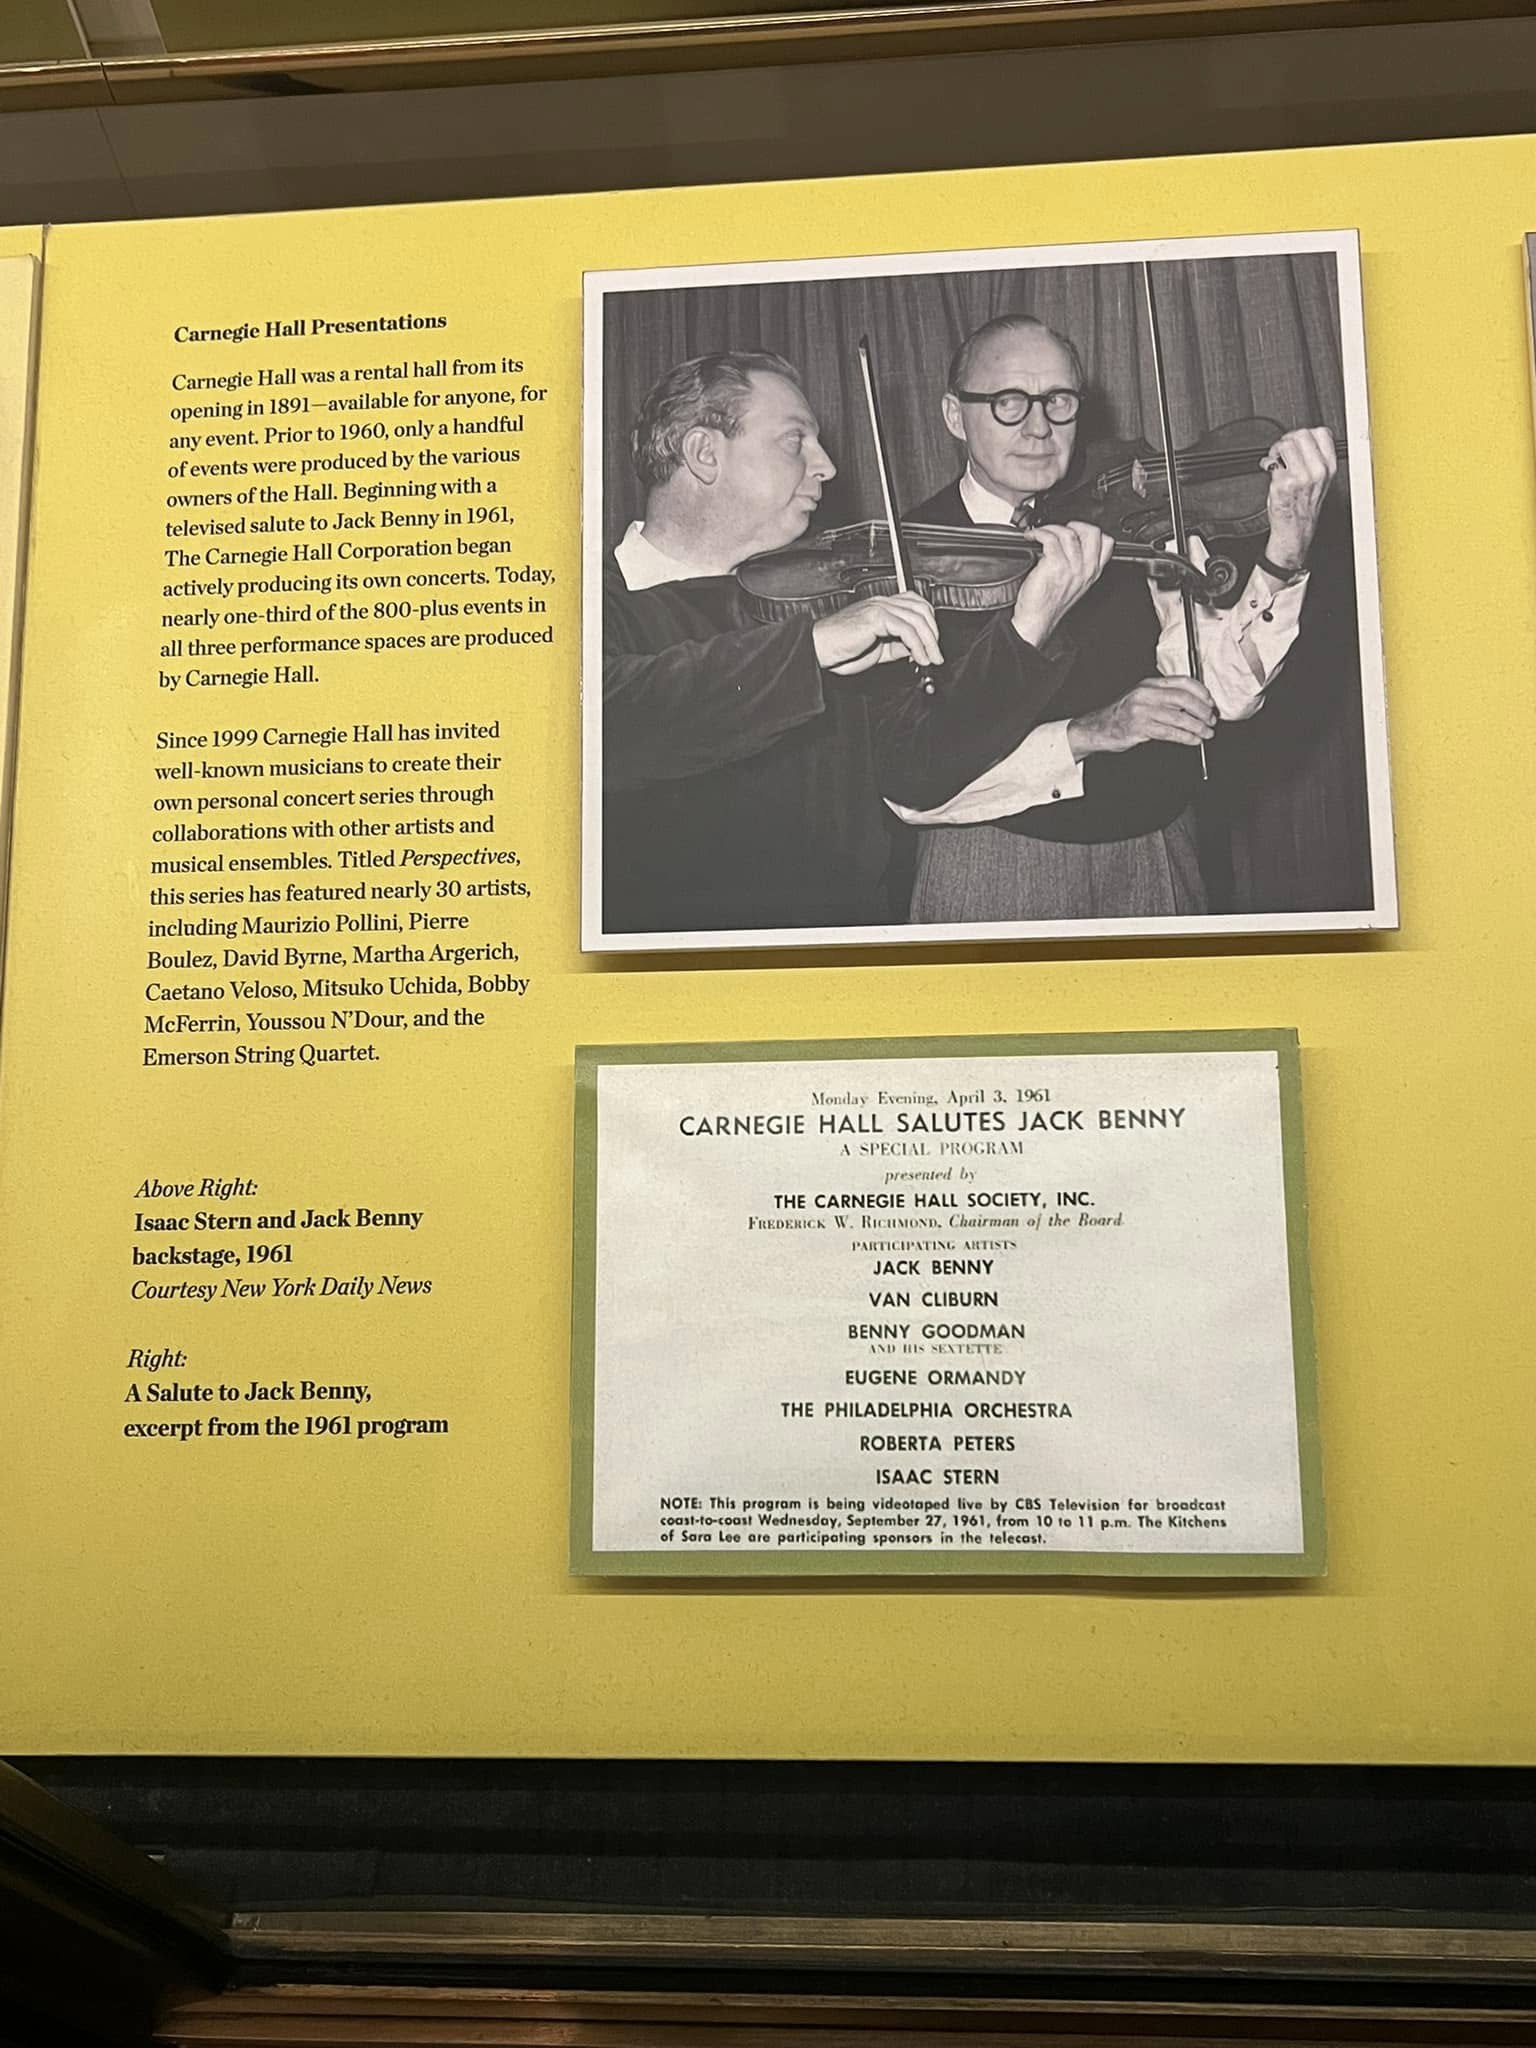 Carnegie Hall Presentations
Carnegie Hall was a rental hall from its
opening in 1891—available for anyone, for
any event. Prior to 1960, only a handful
of events were produced by the various
owners of the Hall. Beginning with a
televised salute to Jack Benny in 1961,
The Carnegie Hall Corporation began
actively producing its own concerts. Today,
nearly one-third of the 800-plus events in
all three performance spaces are produced
by Carnegie Hall.
Since 1999 Carnegie Hall has invited
well-known musicians to create their
own personal concert series through
collaborations with other artists and
musical ensembles. Titled Perspectives,
this series has featured nearly 30 artists,
including Maurizio Pollini, Pierre
Boulez, David Byrne, Martha Argerich,
Caetano Veloso, Mitsuko Uchida, Bobby
McFerrin, Youssou N’Dour, and the
Emerson String Quartet.
Above Right:
Isaac Stern and Jack Benny
backstage, 1961
Courtesy New York Daily News
Right:
A Salute to Jack Benny,
excerpt from the 1961 program
Monday Evening, April 3, 1961
CARNEGIE HALL SALUTES JACK BENNY
A SPECIAL PROGRAM
presented by
THE CARNEGIE HALL SOCIETY, INC.
FREDERICK W. RICHMOND, Chairman of the Board
PARTICIPATING ARTISTS
JACK BENNY
VAN CLIBURN
BENNY GOODMAN
AND HIS SEXTETTE
EUGENE ORMANDY
THE PHILADELPHIA ORCHESTRA
ROBERTA PETERS
ISAAC STERN
NOTE: This program is being videotaped live by CBS Television for broadcast
coast-to-coast Wednesday, September 27, 1961, from 10 to 11 p.m. The Kitchens
of Sara Lee are participating sponsors in the telecast.